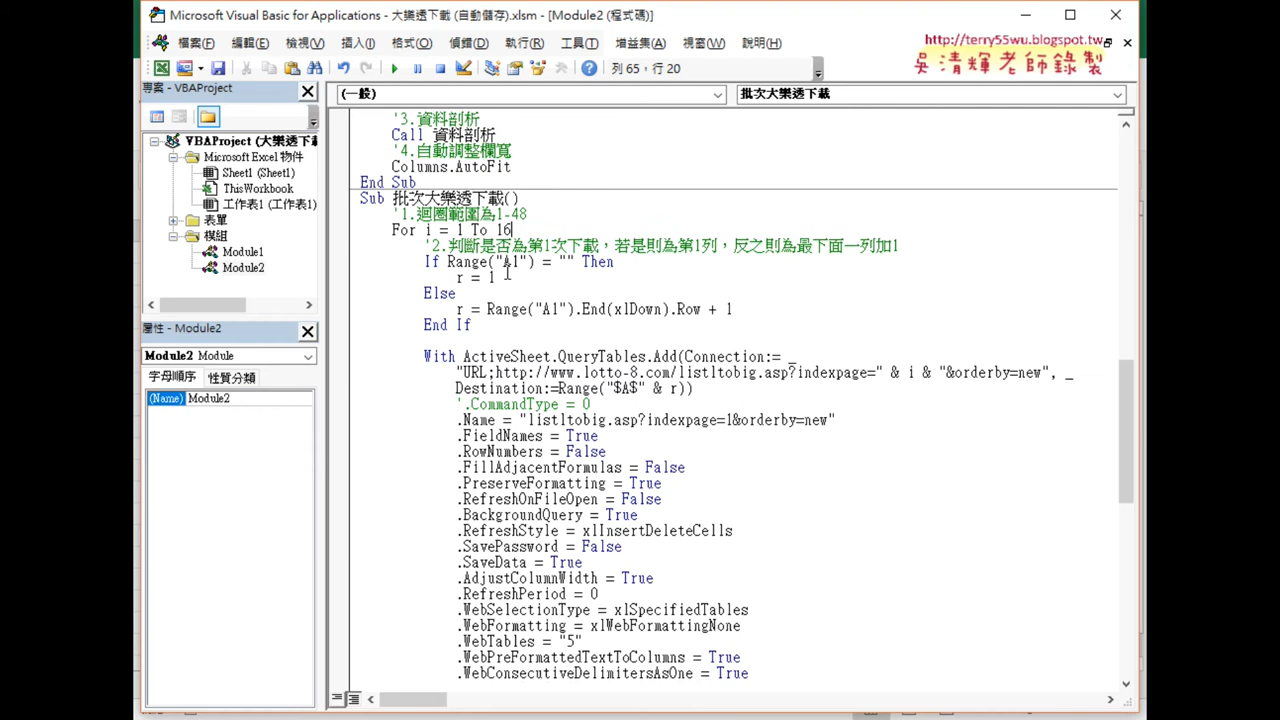 Microsoft Visual Basic for Applications - 大樂透下載 (自動儲存).xlsm - [Module2 (程式碼)]
http://terry55wu.blogspot.tw
吳清輝老師錄製
檔案(F) 編輯(E) 檢視(V) 插入(I) 格式(O) 偵錯(D) 執行(R) 工具(T) 增益集(A) 視窗(W) 說明(H)
列 65，行 20
專案 - VBAProject
(一般) 批次大樂透下載
VBAProject (大樂透下載
Microsoft Excel 物件
Sheet1 (Sheet1)
ThisWorkbook
工作表1 (工作表1)
表單
模組
Module1
Module2
屬性 - Module2
Module2 Module
字母順序 性質分類
(Name) Module2
'3.資料剖析
Call 資料剖析
'4.自動調整欄寬
Columns.AutoFit
End Sub
Sub 批次大樂透下載()
'1.迴圈範圍為1-48
For i = 1 To 16
'2.判斷是否為第1次下載，若是則為第1列，反之則為最下面一列加1
If Range("A1") = "" Then
r = 1
Else
r = Range("A1").End(xlDown).Row + 1
End If
With ActiveSheet.QueryTables.Add(Connection:= _
"URL;http://www.lotto-8.com/listltobig.asp?indexpage=" & i & "&orderby=new", _
Destination:=Range("$A$" & r))
'.CommandType = 0
.Name = "listltobig.asp?indexpage=1&orderby=new"
.FieldNames = True
.RowNumbers = False
.FillAdjacentFormulas = False
.PreserveFormatting = True
.RefreshOnFileOpen = False
.BackgroundQuery = True
.RefreshStyle = xlInsertDeleteCells
.SavePassword = False
.SaveData = True
.AdjustColumnWidth = True
.RefreshPeriod = 0
.WebSelectionType = xlSpecifiedTables
.WebFormatting = xlWebFormattingNone
.WebTables = "5"
.WebPreFormattedTextToColumns = True
.WebConsecutiveDelimitersAsOne = True